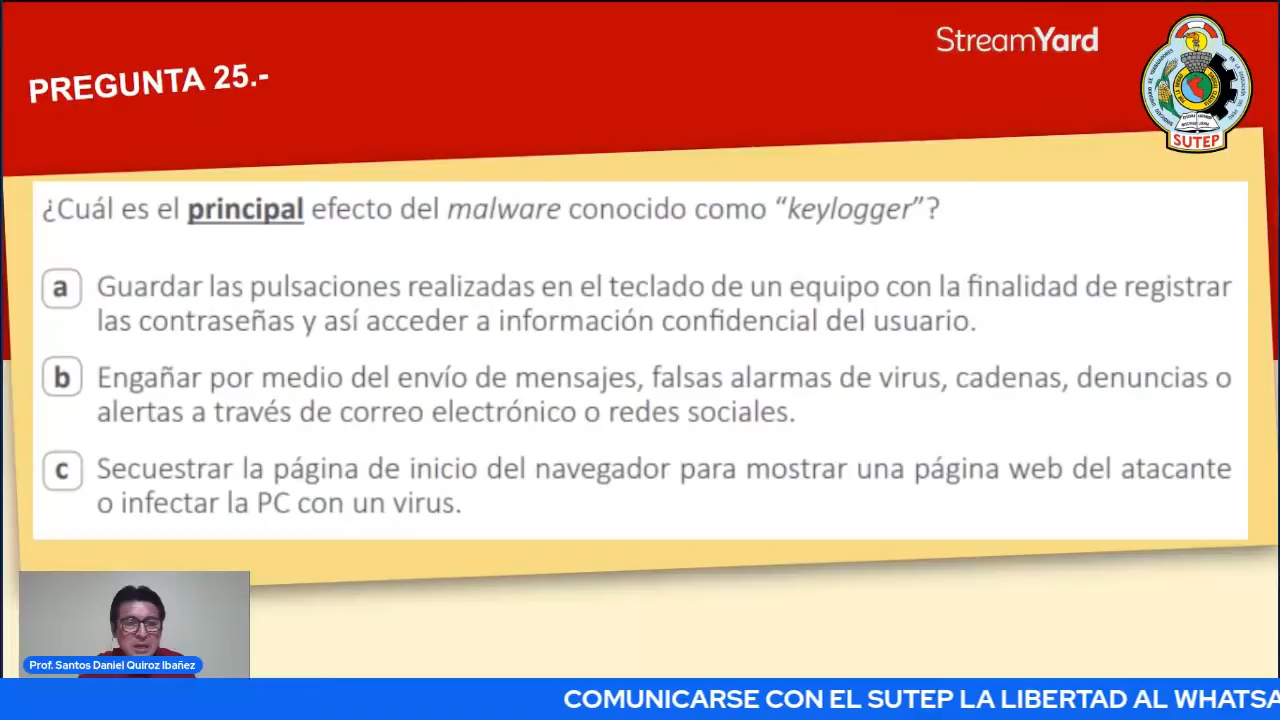 StreamYard
PREGUNTA 25.-
SUTEP
¿Cuál es el principal efecto del malware conocido como “keylogger”?
a Guardar las pulsaciones realizadas en el teclado de un equipo con la finalidad de registrar
las contraseñas y así acceder a información confidencial del usuario.
b Engañar por medio del envío de mensajes, falsas alarmas de virus, cadenas, denuncias o
alertas a través de correo electrónico o redes sociales.
c Secuestrar la página de inicio del navegador para mostrar una página web del atacante
o infectar la PC con un virus.
Prof. Santos Daniel Quiroz Ibañez
COMUNICARSE CON EL SUTEP LA LIBERTAD AL WHATSA